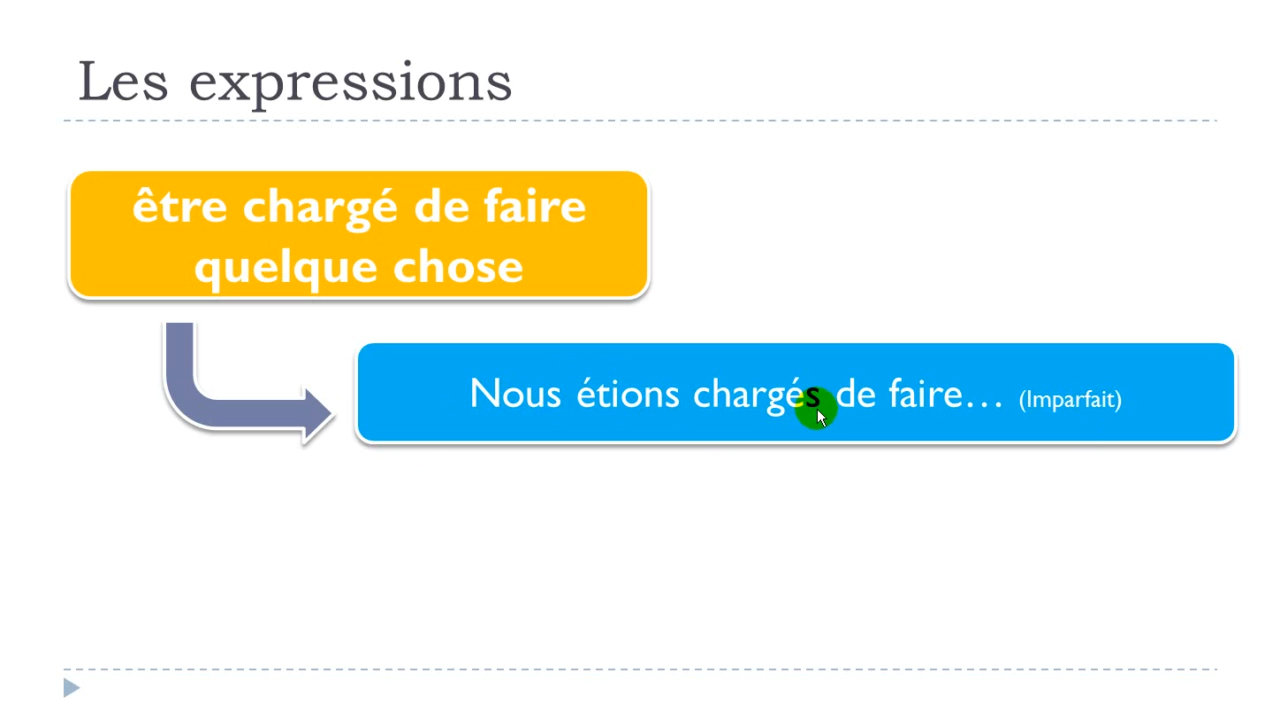 Les expressions
être chargé de faire
quelque chose
Nous étions chargés de faire… (Imparfait)